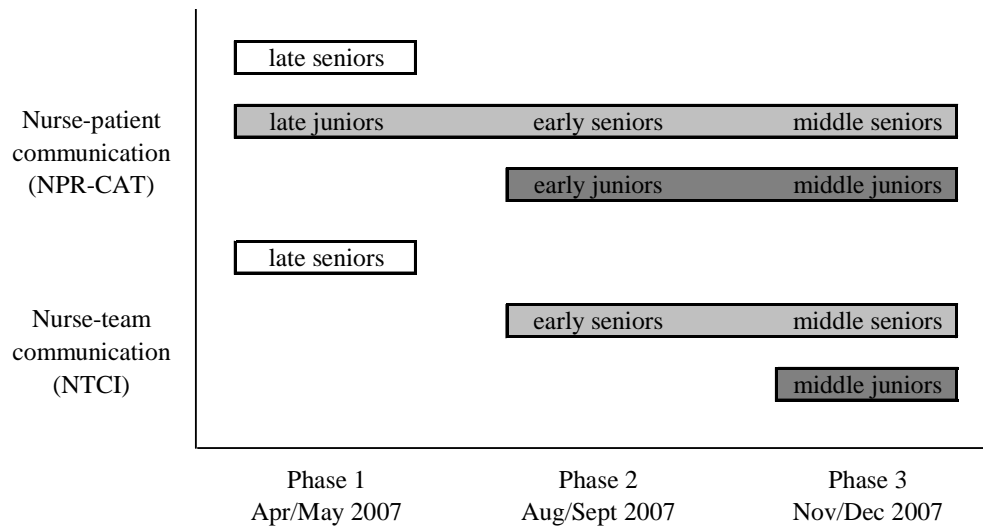 late seniors
Nurse-patient
communication
(NPR-CAT)
late juniors early seniors middle seniors
early juniors middle juniors
late seniors
Nurse-team
communication
(NTCI)
early seniors middle seniors
middle juniors
Phase 1 Phase 2 Phase 3
Apr/May 2007 Aug/Sept 2007 Nov/Dec 2007